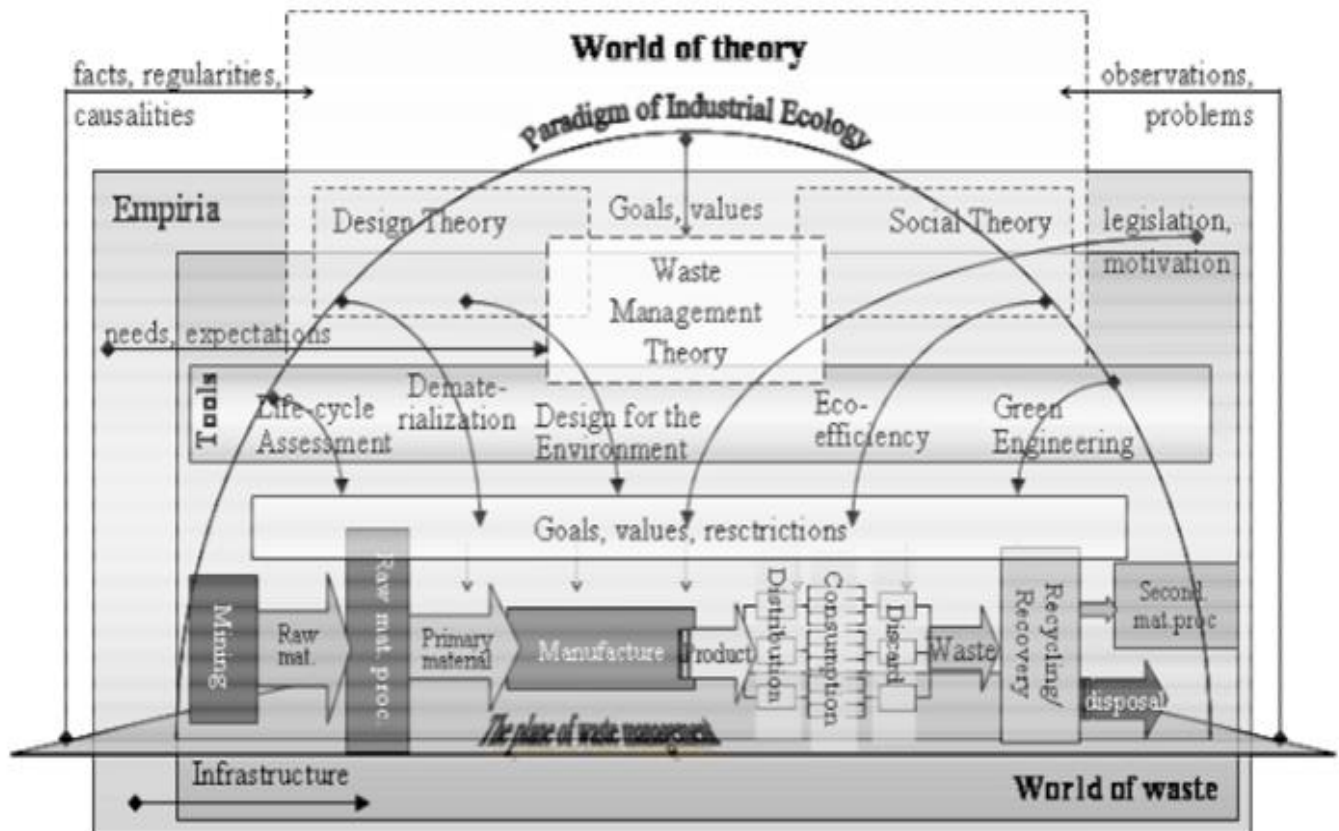 World of theory
facts, regularities,
causalities
observations,
problems
Paradigm of Industrial Ecology
Empiria
Design Theory
Goals, values
Social Theory
legislation,
motivation
Waste
Management
Theory
needs, expectations
Tools
Life-cycle
Assessment
Demate-
rialization
Design for the
Environment
Eco-
efficiency
Green
Engineering
Goals, values, resctrictions
Mining
Raw
mat.
Raw mat. proc
Primary
material
Manufacture
Product
Distribution
Consumption
Discard
Waste
Recycling/
Recovery
Second.
mat.proc
disposal
The plane of waste management
Infrastructure
World of waste